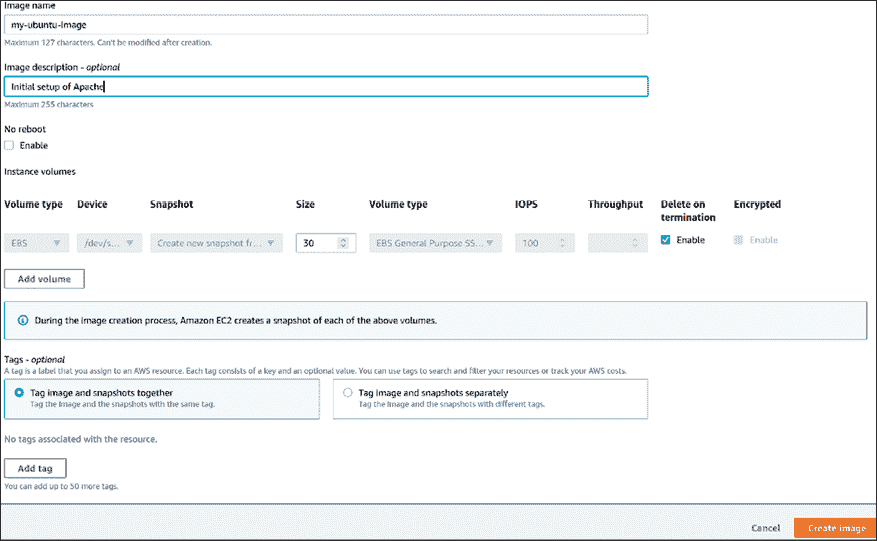 Image name
my-ubuntu-image
Maximum 127 characters. Can't be modified after creation.
Image description - optional
Initial setup of Apache
Maximum 255 characters
No reboot
Enable
Instance volumes
Volume type Device Snapshot Size Volume type IOPS Throughput Delete on termination Encrypted
EBS /dev/s... Create new snapshot fr... 30 EBS General Purpose SS... 100 Enable Enable
Add volume
During the image creation process, Amazon EC2 creates a snapshot of each of the above volumes.
Tags - optional
A tag is a label that you assign to an AWS resource. Each tag consists of a key and an optional value. You can use tags to search and filter your resources or track your AWS costs.
Tag image and snapshots together
Tag the image and the snapshots with the same tag.
Tag image and snapshots separately
Tag the image and the snapshots with different tags.
No tags associated with the resource.
Add tag
You can add up to 50 more tags.
Cancel Create image